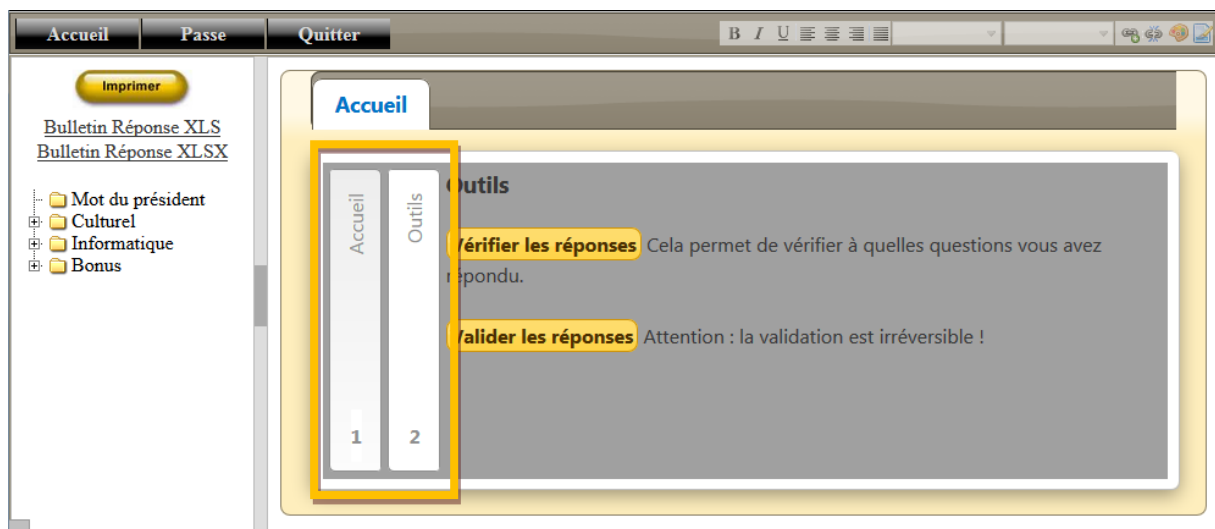 Accueil Passe Quitter B I U
Imprimer
Bulletin Réponse XLS
Bulletin Réponse XLSX
Mot du président
Culturel
Informatique
Bonus
Accueil
Accueil
1
Outils
2
Outils
Vérifier les réponses Cela permet de vérifier à quelles questions vous avez
répondu.
Valider les réponses Attention : la validation est irréversible !